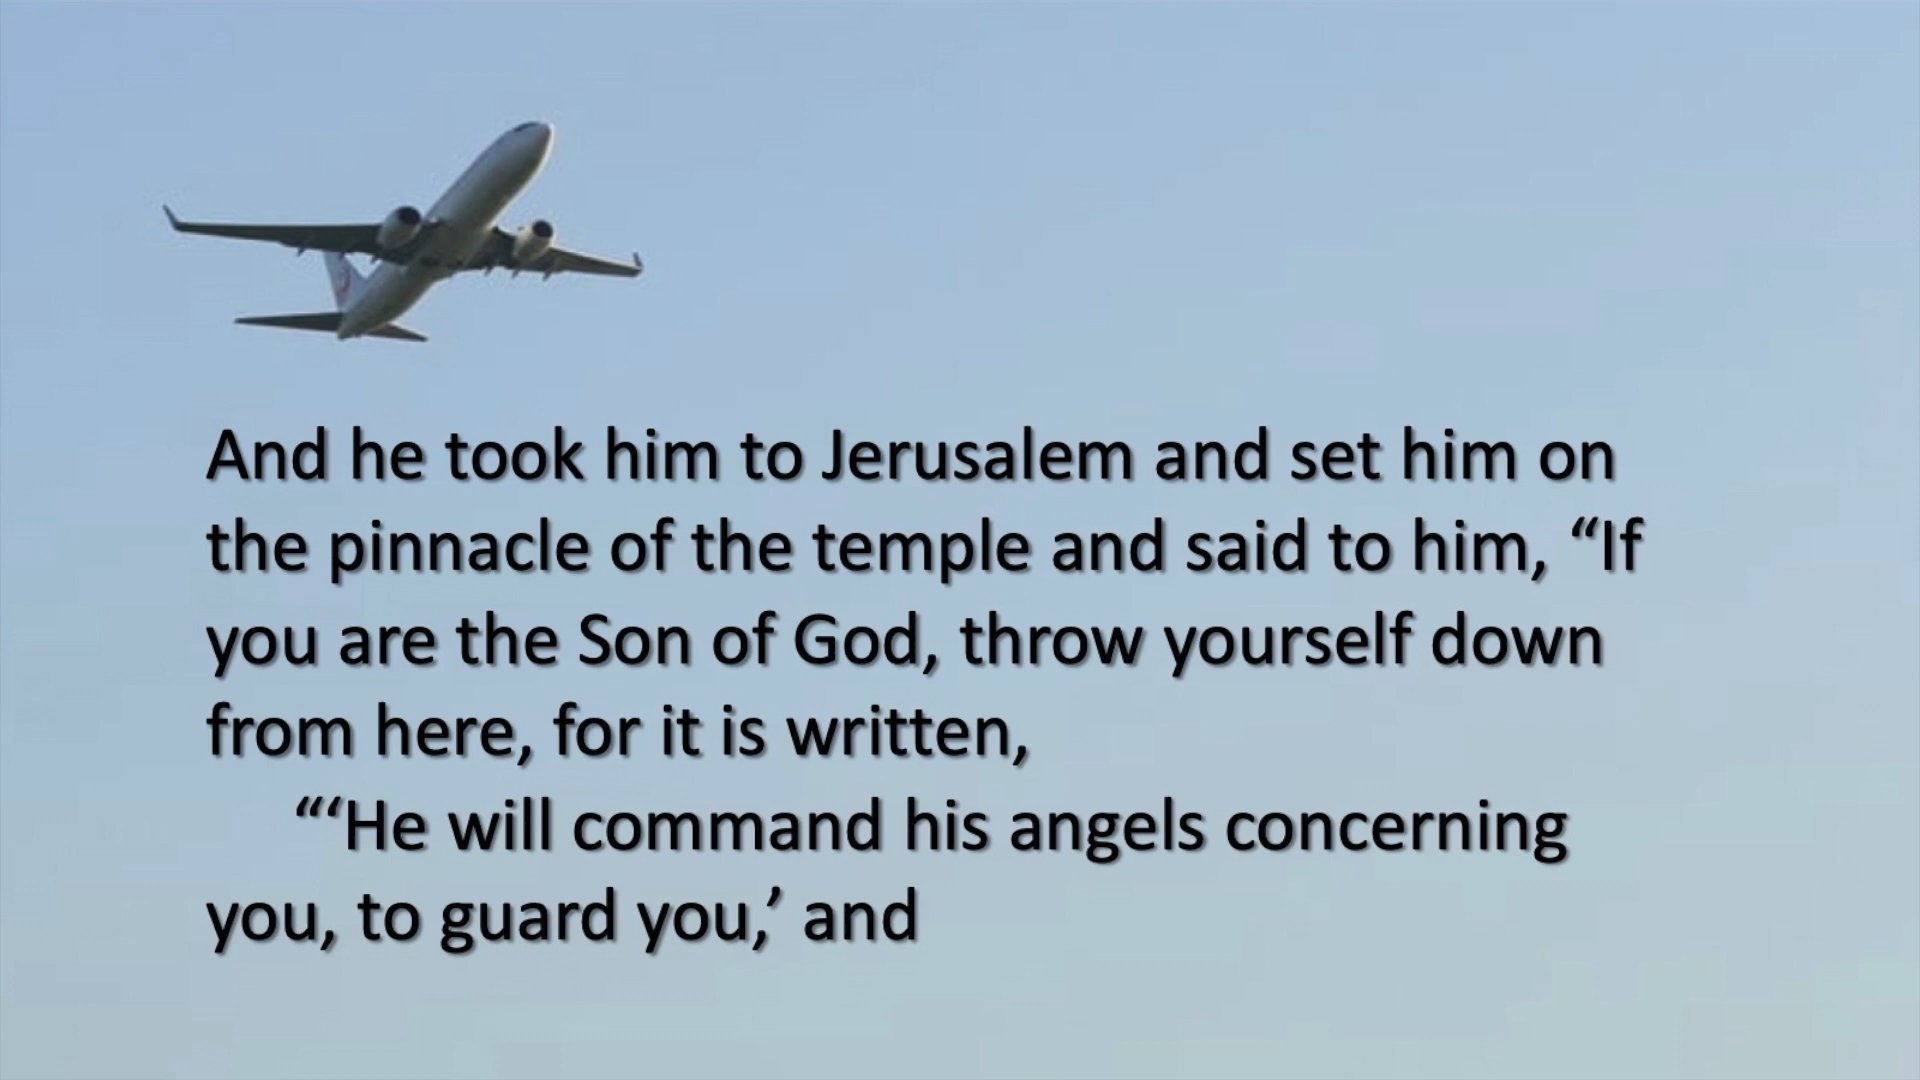 And he took him to Jerusalem and set him on
the pinnacle of the temple and said to him, “If
you are the Son of God, throw yourself down
from here, for it is written,
“‘He will command his angels concerning
you, to guard you,’ and